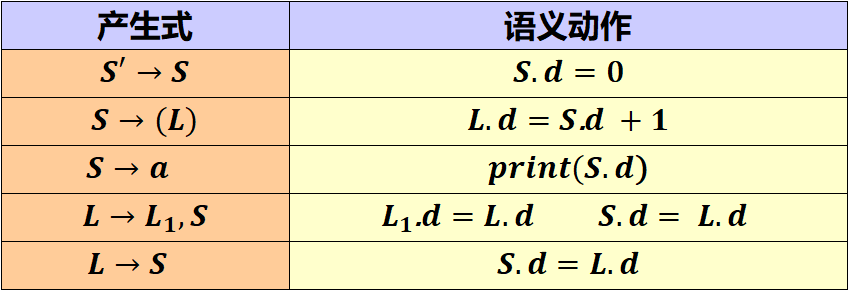 产生式 语义动作
S′ → S S.d = 0
S → (L) L.d = S.d + 1
S → a print(S.d)
L → L₁,S L₁.d = L.d S.d = L.d
L → S S.d = L.d